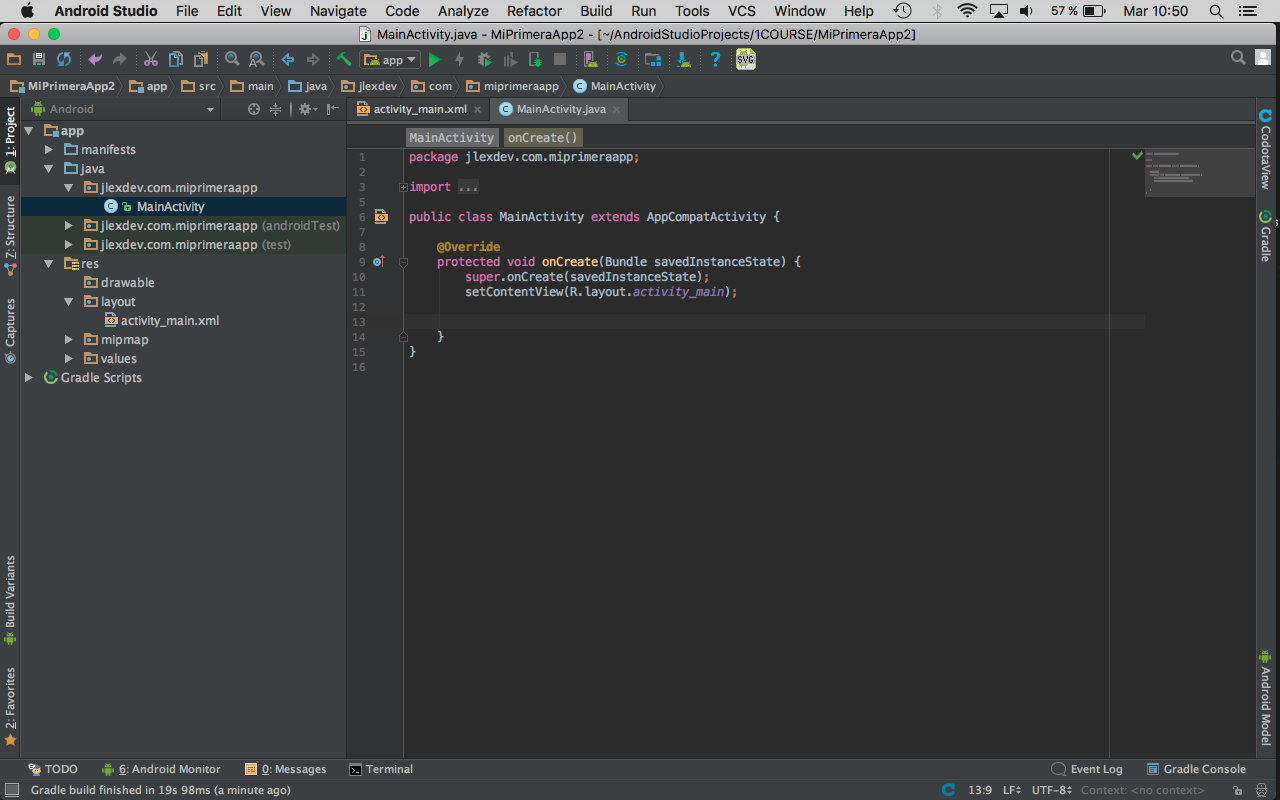 Android Studio File Edit View Navigate Code Analyze Refactor Build Run Tools VCS Window Help 57 % Mar 10:50
MainActivity.java - MiPrimeraApp2 - [~/AndroidStudioProjects/1COURSE/MiPrimeraApp2]
app ? SVG
MiPrimeraApp2 app src main java jlexdev com miprimeraapp MainActivity
Android
activity_main.xml MainActivity.java
MainActivity onCreate()
1: Project
Z: Structure
Captures
Build Variants
2: Favorites
app
manifests
java
jlexdev.com.miprimeraapp
MainActivity
jlexdev.com.miprimeraapp (androidTest)
jlexdev.com.miprimeraapp (test)
res
drawable
layout
activity_main.xml
mipmap
values
Gradle Scripts
1 package jlexdev.com.miprimeraapp;
2
3 import ...
5
6 public class MainActivity extends AppCompatActivity {
7
8 @Override
9 protected void onCreate(Bundle savedInstanceState) {
10 super.onCreate(savedInstanceState);
11 setContentView(R.layout.activity_main);
12
13
14 }
15 }
16
CodotaView
Gradle
Android Model
TODO 6: Android Monitor 0: Messages Terminal Event Log Gradle Console
Gradle build finished in 19s 98ms (a minute ago) 13:9 LF UTF-8 Context: <no context>